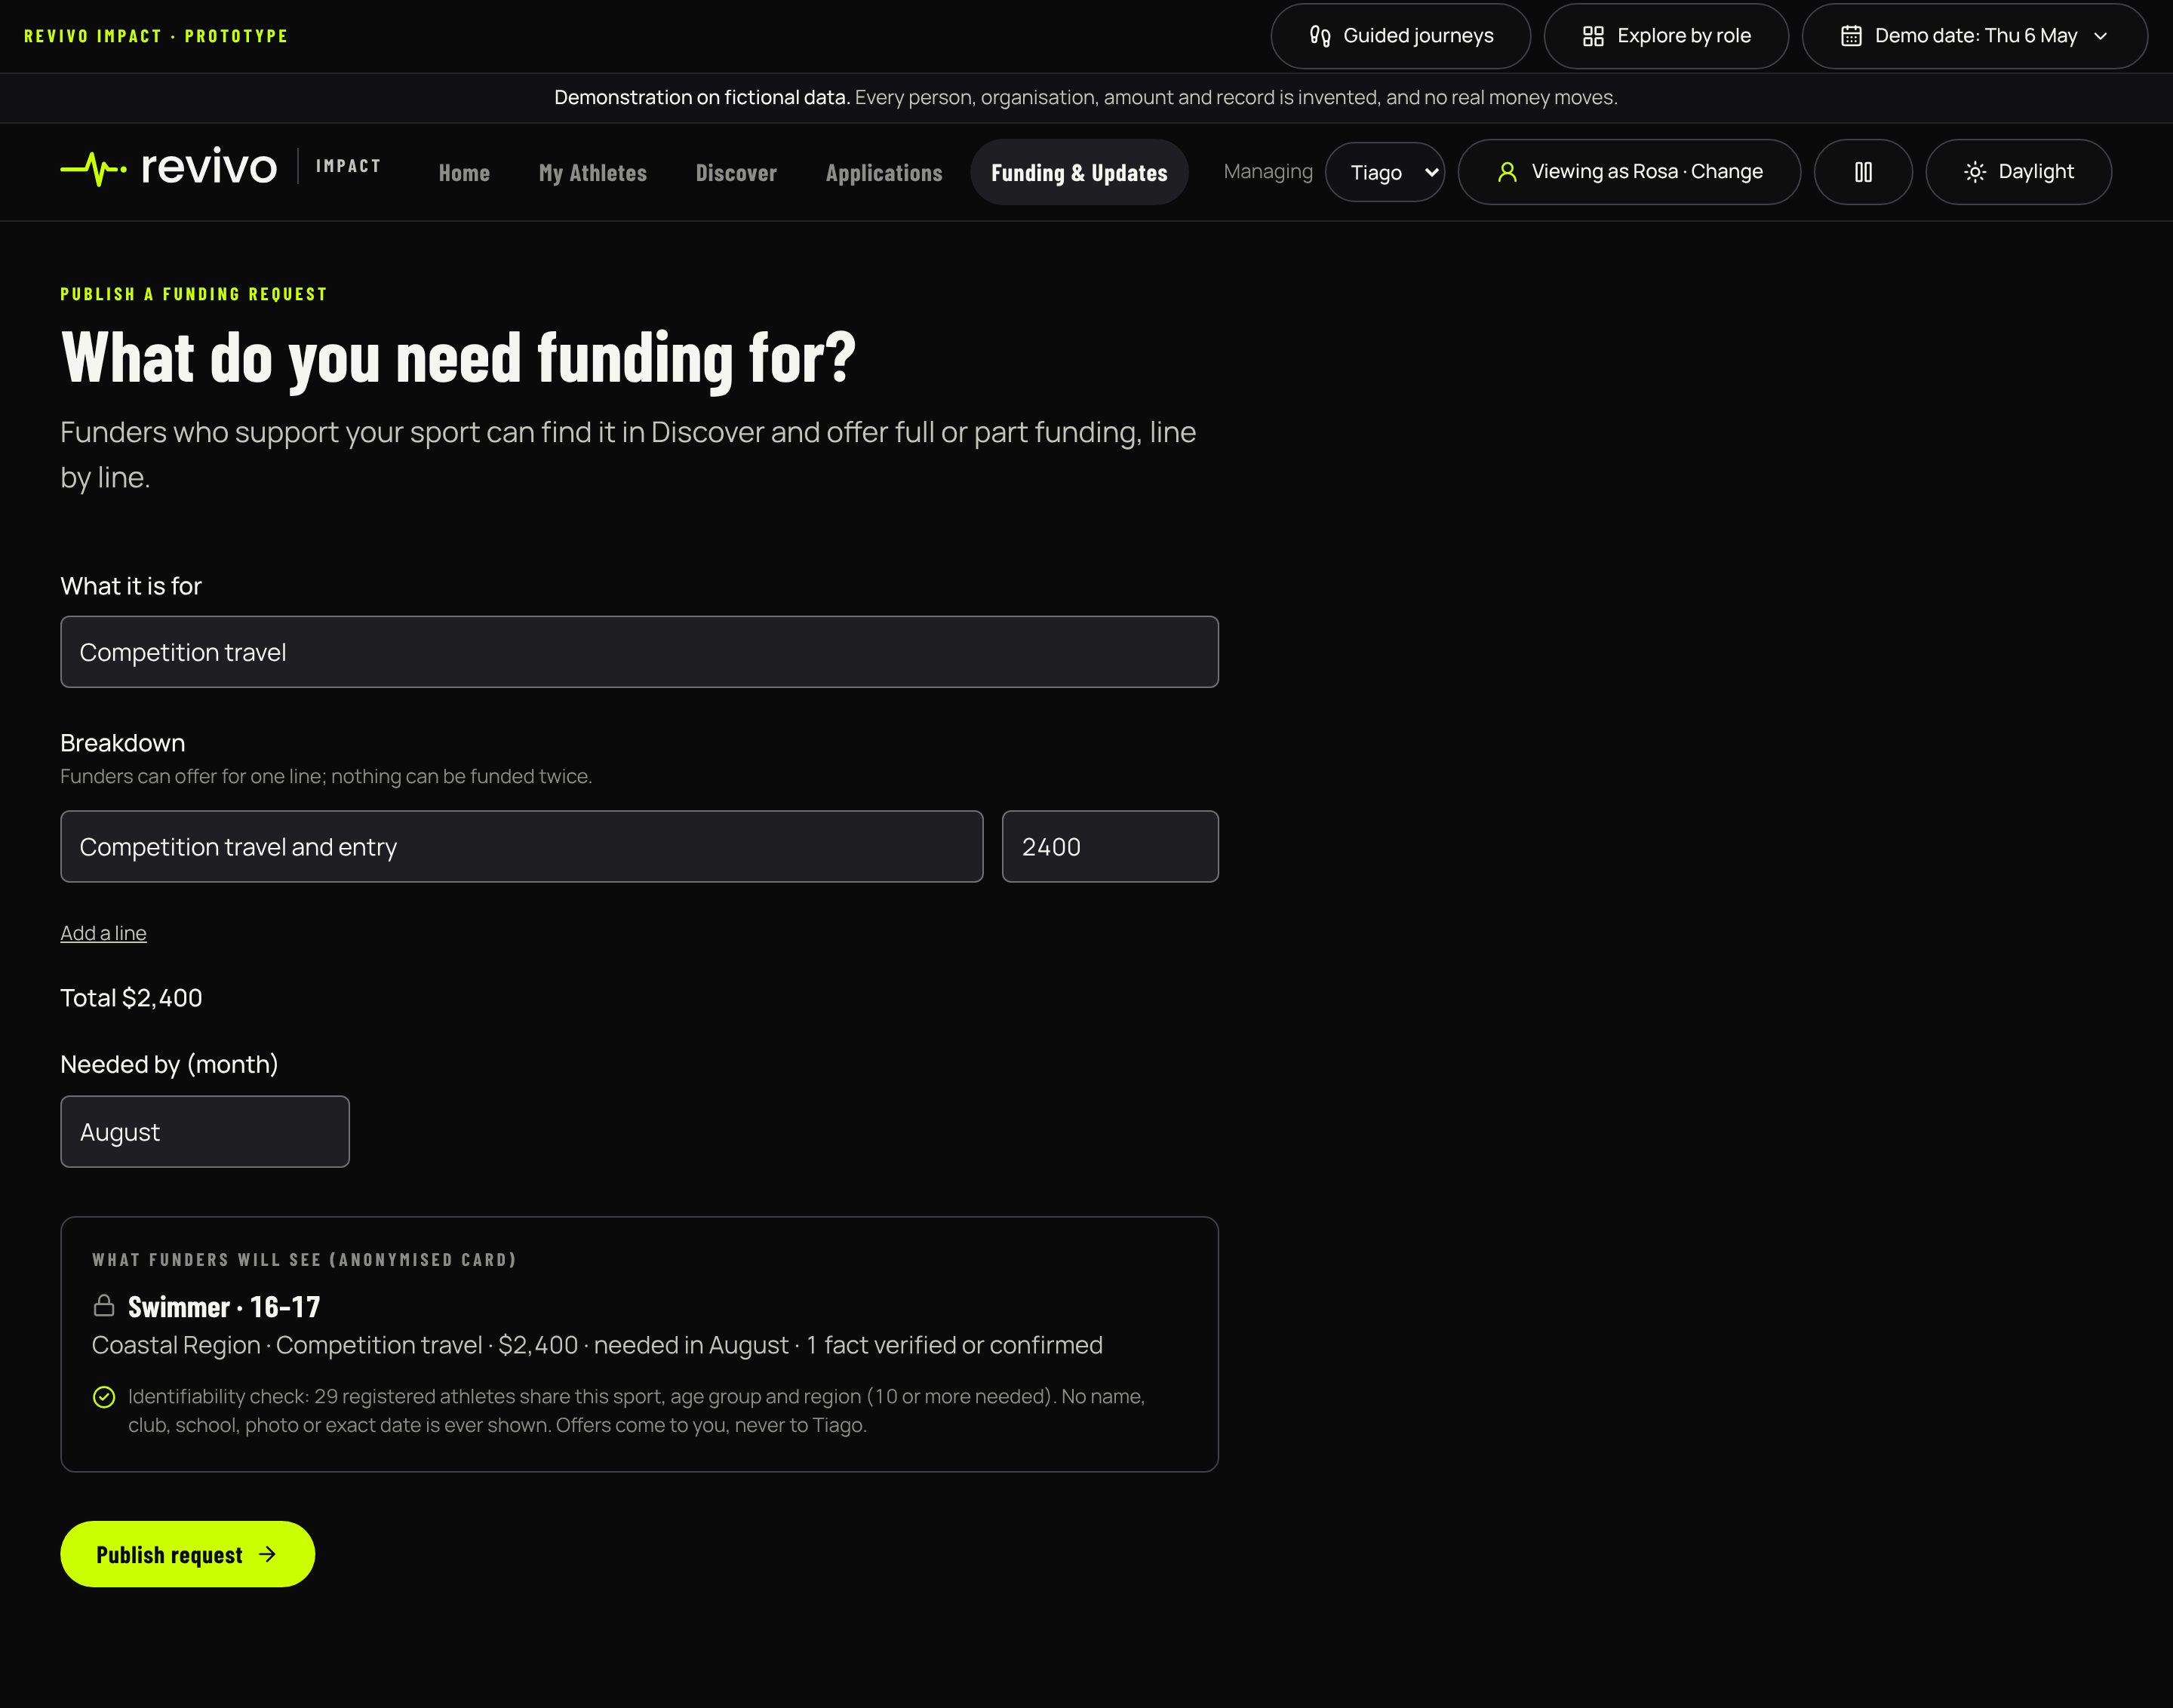 REVIVO IMPACT · PROTOTYPE
Guided journeys
Explore by role
Demo date: Thu 6 May
Demonstration on fictional data. Every person, organisation, amount and record is invented, and no real money moves.
revivo
IMPACT
Home
My Athletes
Discover
Applications
Funding & Updates
Managing
Tiago
Viewing as Rosa · Change
Daylight
PUBLISH A FUNDING REQUEST
What do you need funding for?
Funders who support your sport can find it in Discover and offer full or part funding, line
by line.
What it is for
Competition travel
Breakdown
Funders can offer for one line; nothing can be funded twice.
Competition travel and entry
2400
Add a line
Total $2,400
Needed by (month)
August
WHAT FUNDERS WILL SEE (ANONYMISED CARD)
Swimmer · 16–17
Coastal Region · Competition travel · $2,400 · needed in August · 1 fact verified or confirmed
Identifiability check: 29 registered athletes share this sport, age group and region (10 or more needed). No name,
club, school, photo or exact date is ever shown. Offers come to you, never to Tiago.
Publish request